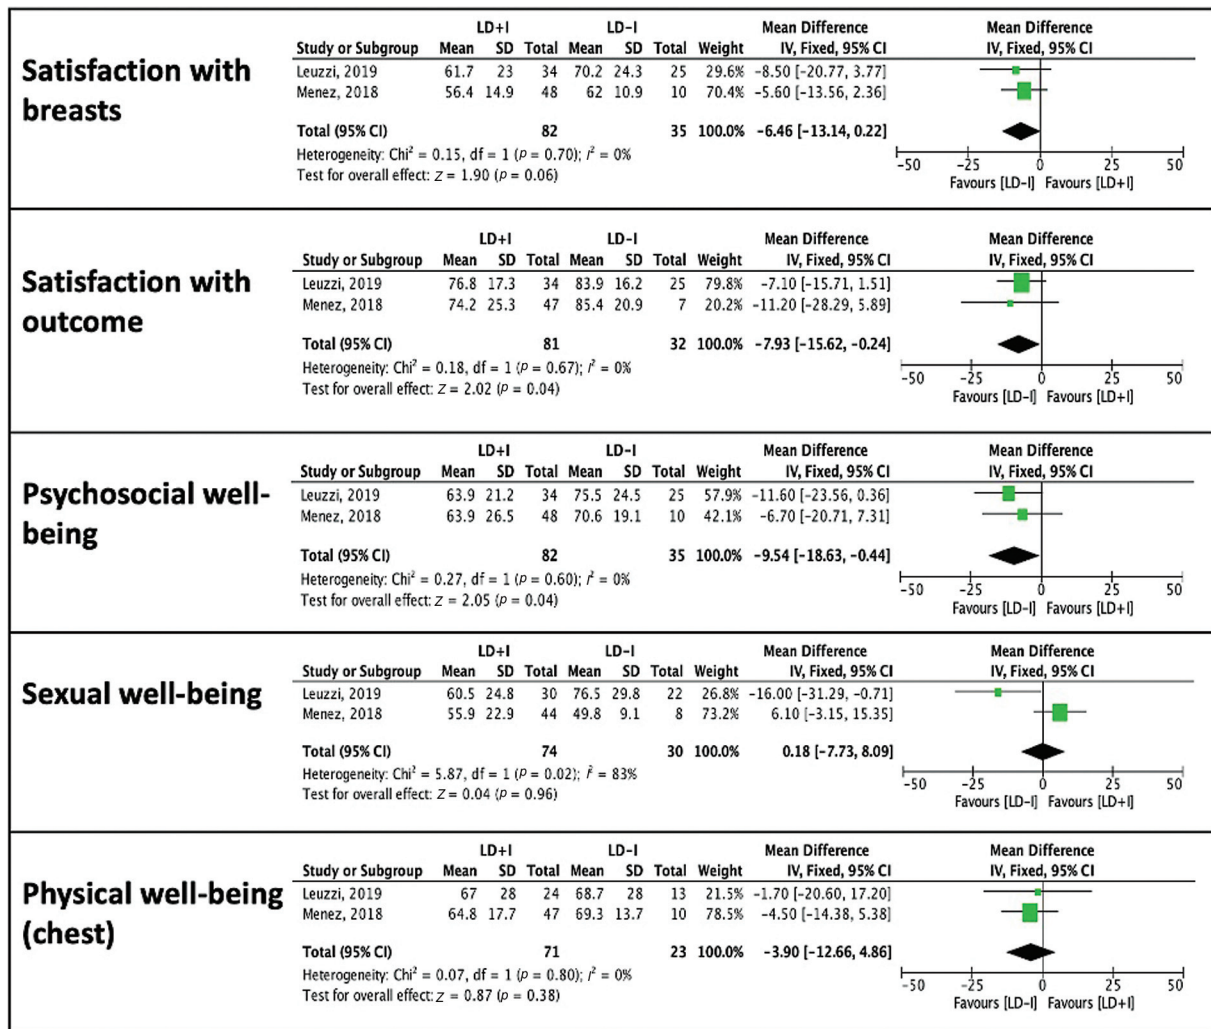 Satisfaction with
breasts
LD+I LD−I Mean Difference Mean Difference
Study or Subgroup Mean SD Total Mean SD Total Weight IV, Fixed, 95% CI IV, Fixed, 95% CI
Leuzzi, 2019 61.7 23 34 70.2 24.3 25 29.6% −8.50 [−20.77, 3.77]
Menez, 2018 56.4 14.9 48 62 10.9 10 70.4% −5.60 [−13.56, 2.36]
Total (95% CI) 82 35 100.0% −6.46 [−13.14, 0.22]
Heterogeneity: Chi² = 0.15, df = 1 (p = 0.70); I² = 0%
Test for overall effect: Z = 1.90 (p = 0.06)
−50 −25 0 25 50
Favours [LD−I] Favours [LD+I]
Satisfaction with
outcome
LD+I LD−I Mean Difference Mean Difference
Study or Subgroup Mean SD Total Mean SD Total Weight IV, Fixed, 95% CI IV, Fixed, 95% CI
Leuzzi, 2019 76.8 17.3 34 83.9 16.2 25 79.8% −7.10 [−15.71, 1.51]
Menez, 2018 74.2 25.3 47 85.4 20.9 7 20.2% −11.20 [−28.29, 5.89]
Total (95% CI) 81 32 100.0% −7.93 [−15.62, −0.24]
Heterogeneity: Chi² = 0.18, df = 1 (p = 0.67); I² = 0%
Test for overall effect: Z = 2.02 (p = 0.04)
−50 −25 0 25 50
Favours [LD−I] Favours [LD+I]
Psychosocial well-
being
LD+I LD−I Mean Difference Mean Difference
Study or Subgroup Mean SD Total Mean SD Total Weight IV, Fixed, 95% CI IV, Fixed, 95% CI
Leuzzi, 2019 63.9 21.2 34 75.5 24.5 25 57.9% −11.60 [−23.56, 0.36]
Menez, 2018 63.9 26.5 48 70.6 19.1 10 42.1% −6.70 [−20.71, 7.31]
Total (95% CI) 82 35 100.0% −9.54 [−18.63, −0.44]
Heterogeneity: Chi² = 0.27, df = 1 (p = 0.60); I² = 0%
Test for overall effect: Z = 2.05 (p = 0.04)
−50 −25 0 25 50
Favours [LD−I] Favours [LD+I]
Sexual well-being
LD+I LD−I Mean Difference Mean Difference
Study or Subgroup Mean SD Total Mean SD Total Weight IV, Fixed, 95% CI IV, Fixed, 95% CI
Leuzzi, 2019 60.5 24.8 30 76.5 29.8 22 26.8% −16.00 [−31.29, −0.71]
Menez, 2018 55.9 22.9 44 49.8 9.1 8 73.2% 6.10 [−3.15, 15.35]
Total (95% CI) 74 30 100.0% 0.18 [−7.73, 8.09]
Heterogeneity: Chi² = 5.87, df = 1 (p = 0.02); I² = 83%
Test for overall effect: Z = 0.04 (p = 0.96)
−50 −25 0 25 50
Favours [LD−I] Favours [LD+I]
Physical well-being
(chest)
LD+I LD−I Mean Difference Mean Difference
Study or Subgroup Mean SD Total Mean SD Total Weight IV, Fixed, 95% CI IV, Fixed, 95% CI
Leuzzi, 2019 67 28 24 68.7 28 13 21.5% −1.70 [−20.60, 17.20]
Menez, 2018 64.8 17.7 47 69.3 13.7 10 78.5% −4.50 [−14.38, 5.38]
Total (95% CI) 71 23 100.0% −3.90 [−12.66, 4.86]
Heterogeneity: Chi² = 0.07, df = 1 (p = 0.80); I² = 0%
Test for overall effect: Z = 0.87 (p = 0.38)
−50 −25 0 25 50
Favours [LD−I] Favours [LD+I]